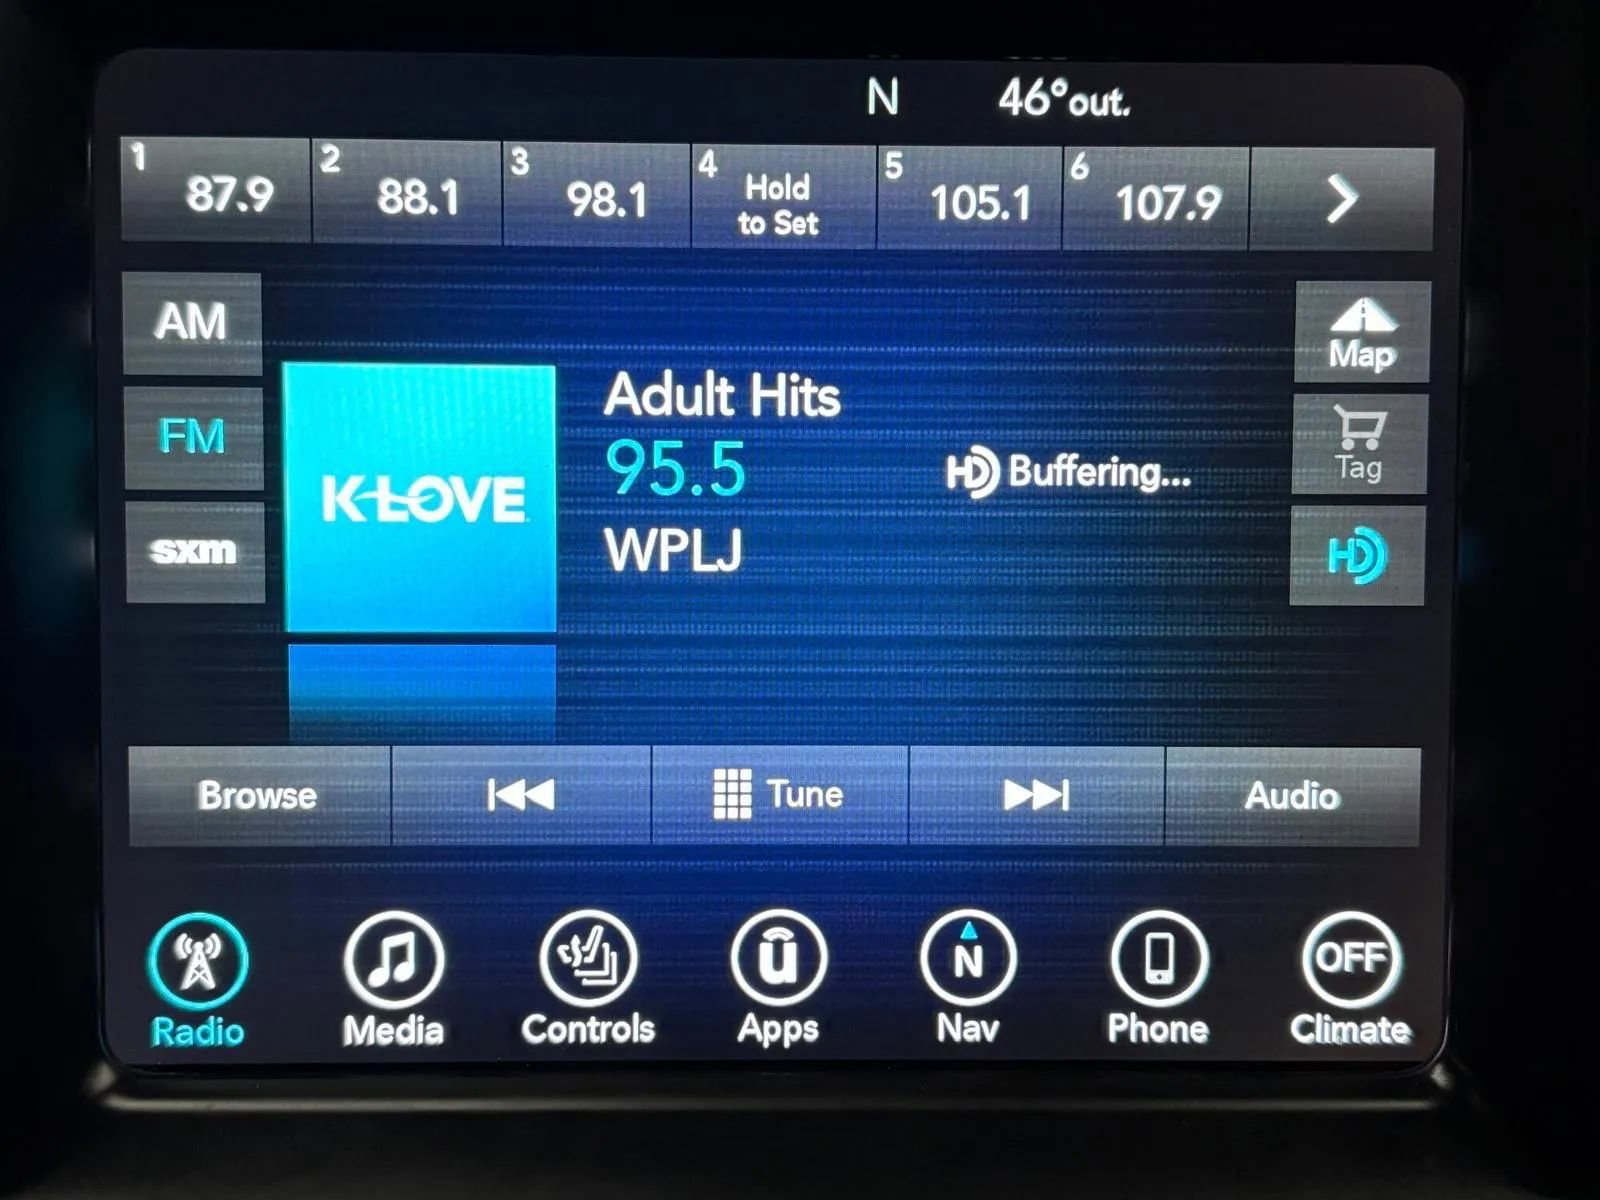 N 46°out.
1 87.9
2 88.1
3 98.1
4 Hold
to Set
5 105.1
6 107.9
AM
FM
sxm
K-LOVE
Adult Hits
95.5
WPLJ
HD Buffering...
Map
Tag
HD
Browse
Tune
Audio
Radio
Media
Controls
u
Apps
N
Nav
Phone
OFF
Climate